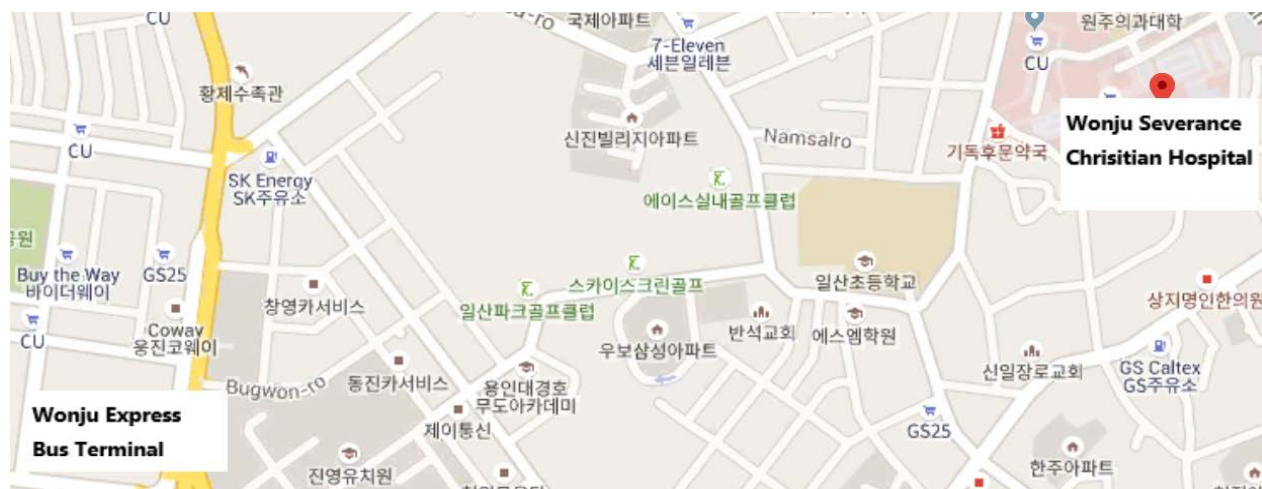 CU
국제아파트
원주의과대학
7-Eleven
세븐일레븐
CU
황제수족관
Wonju Severance
Chrisitian Hospital
신진빌리지아파트
Namsalro
기독후문약국
CU
SK Energy
SK주유소
에이스실내골프클럽
공원
Buy the Way
바이더웨이
GS25
스카이스크린골프
일산초등학교
상지명인한의원
창영카서비스
일산파크골프클럽
CU
Coway
웅진코웨이
우보삼성아파트
반석교회
에스엠학원
신일장로교회
GS Caltex
GS주유소
Bugwon-ro
동진카서비스
용인대경호
무도아카데미
Wonju Express
Bus Terminal
제이통신
GS25
진영유치원
한주아파트